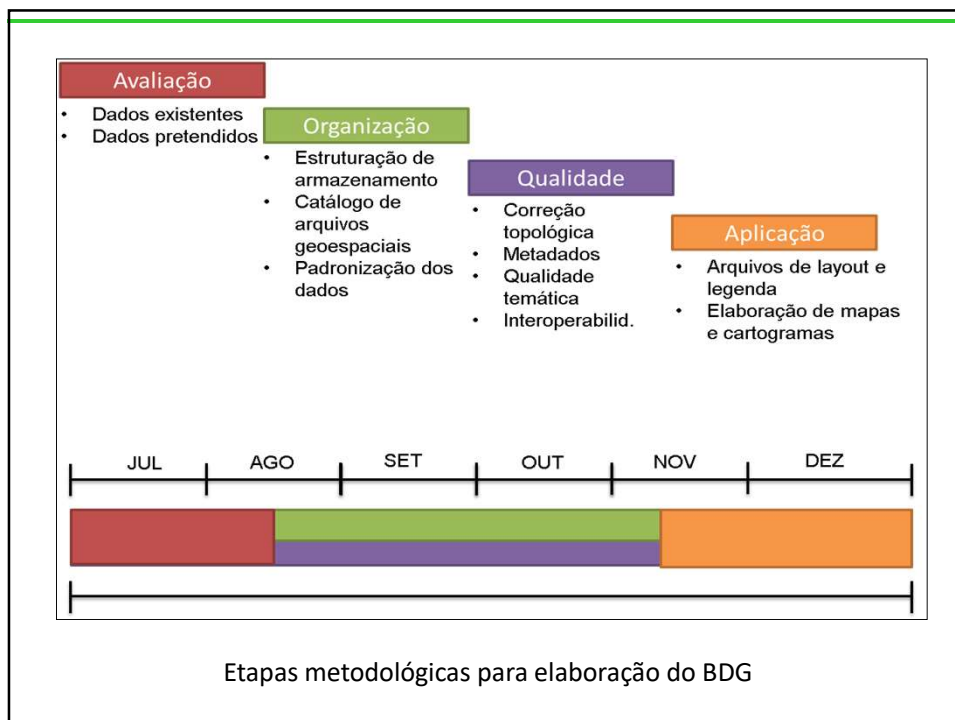 Avaliação
• Dados existentes
• Dados pretendidos
Organização
• Estruturação de
armazenamento
• Catálogo de
arquivos
geoespaciais
• Padronização dos
dados
Qualidade
• Correção
topológica
• Metadados
• Qualidade
temática
• Interoperabilid.
Aplicação
• Arquivos de layout e
legenda
• Elaboração de mapas
e cartogramas
JUL AGO SET OUT NOV DEZ
Etapas metodológicas para elaboração do BDG